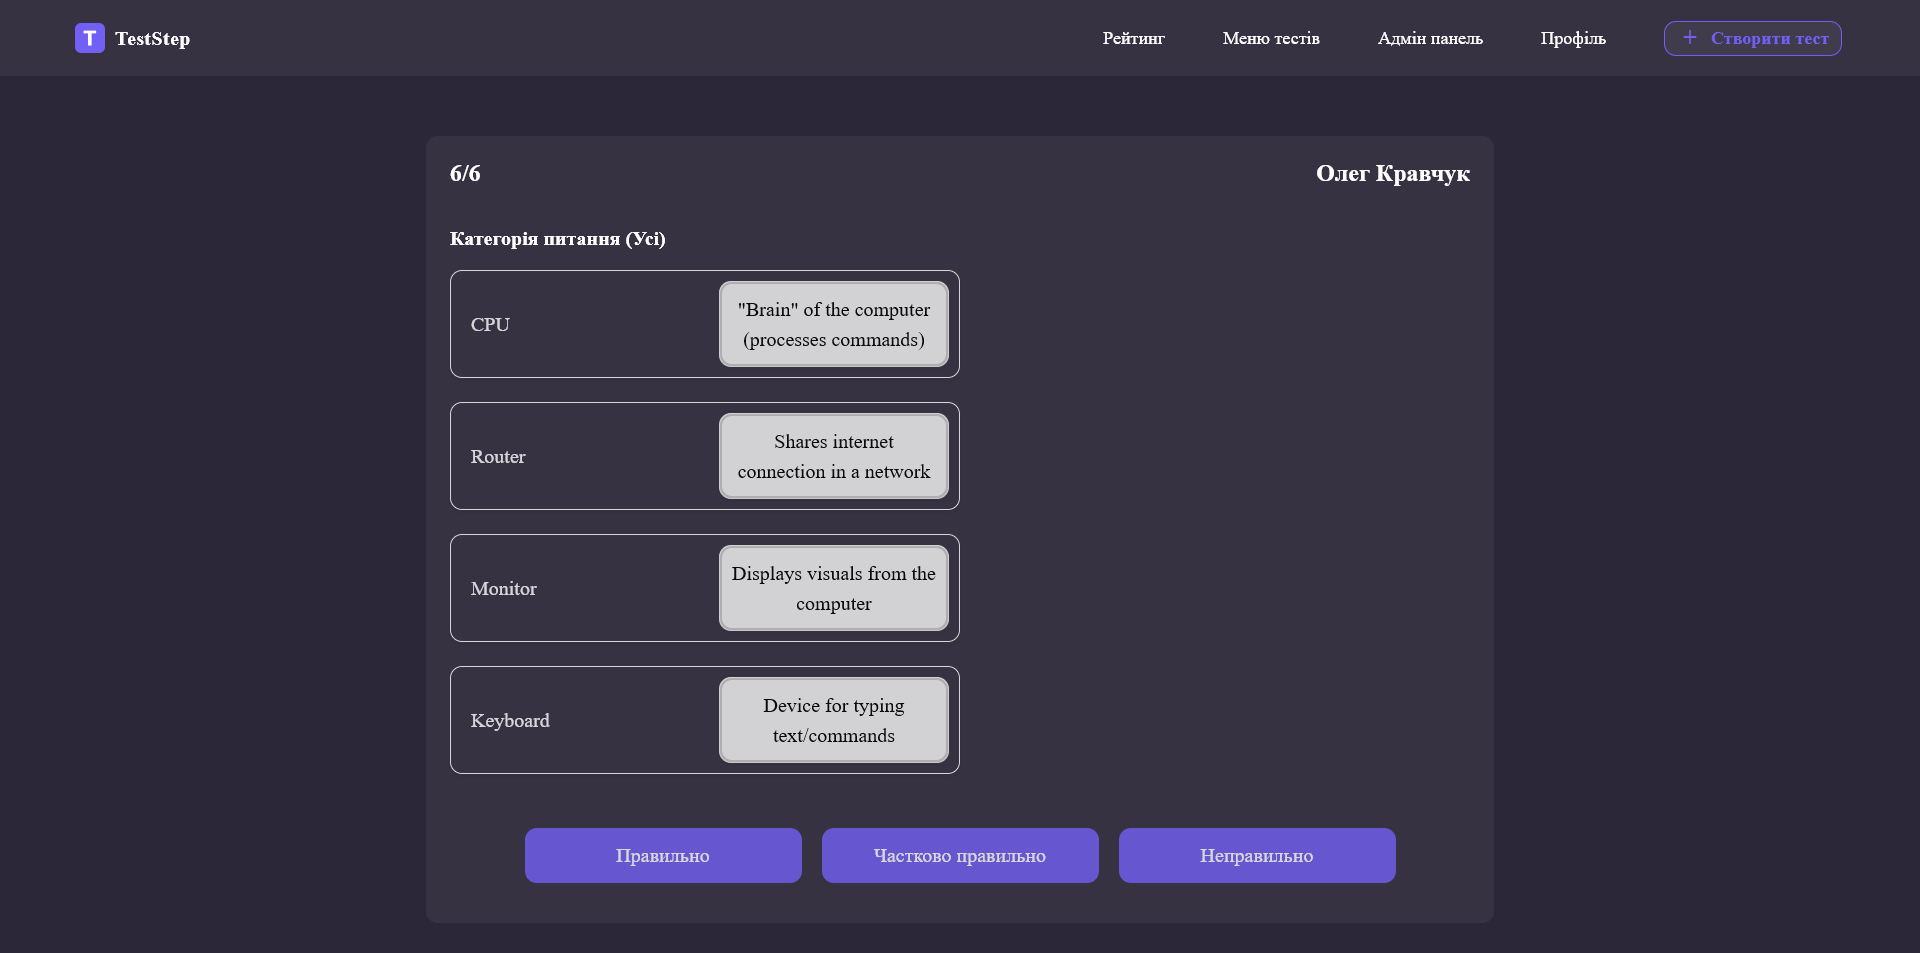 T TestStep
Рейтинг
Меню тестів
Адмін панель
Профіль
+ Створити тест
6/6
Олег Кравчук
Категорія питання (Усі)
CPU
"Brain" of the computer
(processes commands)
Router
Shares internet
connection in a network
Monitor
Displays visuals from the
computer
Keyboard
Device for typing
text/commands
Правильно
Частково правильно
Неправильно